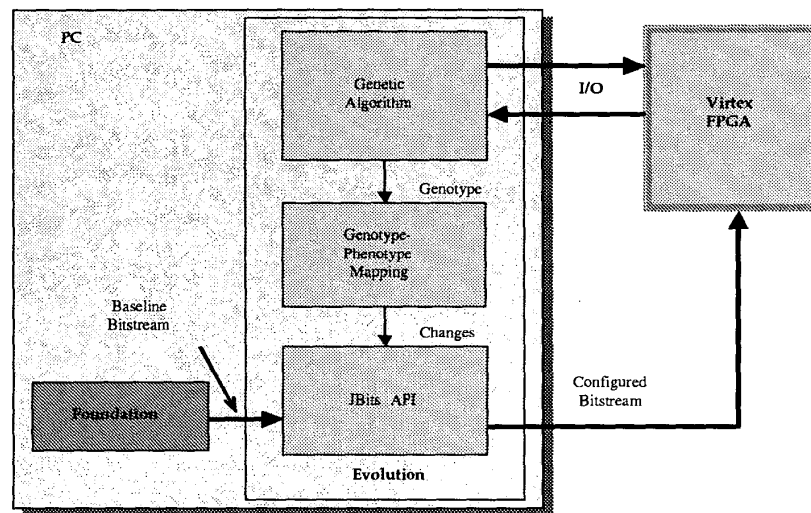 PC
Genetic
Algorithm
I/O
Virtex
FPGA
Genotype
Genotype-
Phenotype
Mapping
Baseline
Bitstream
Changes
Foundation
JBits API
Configured
Bitstream
Evolution